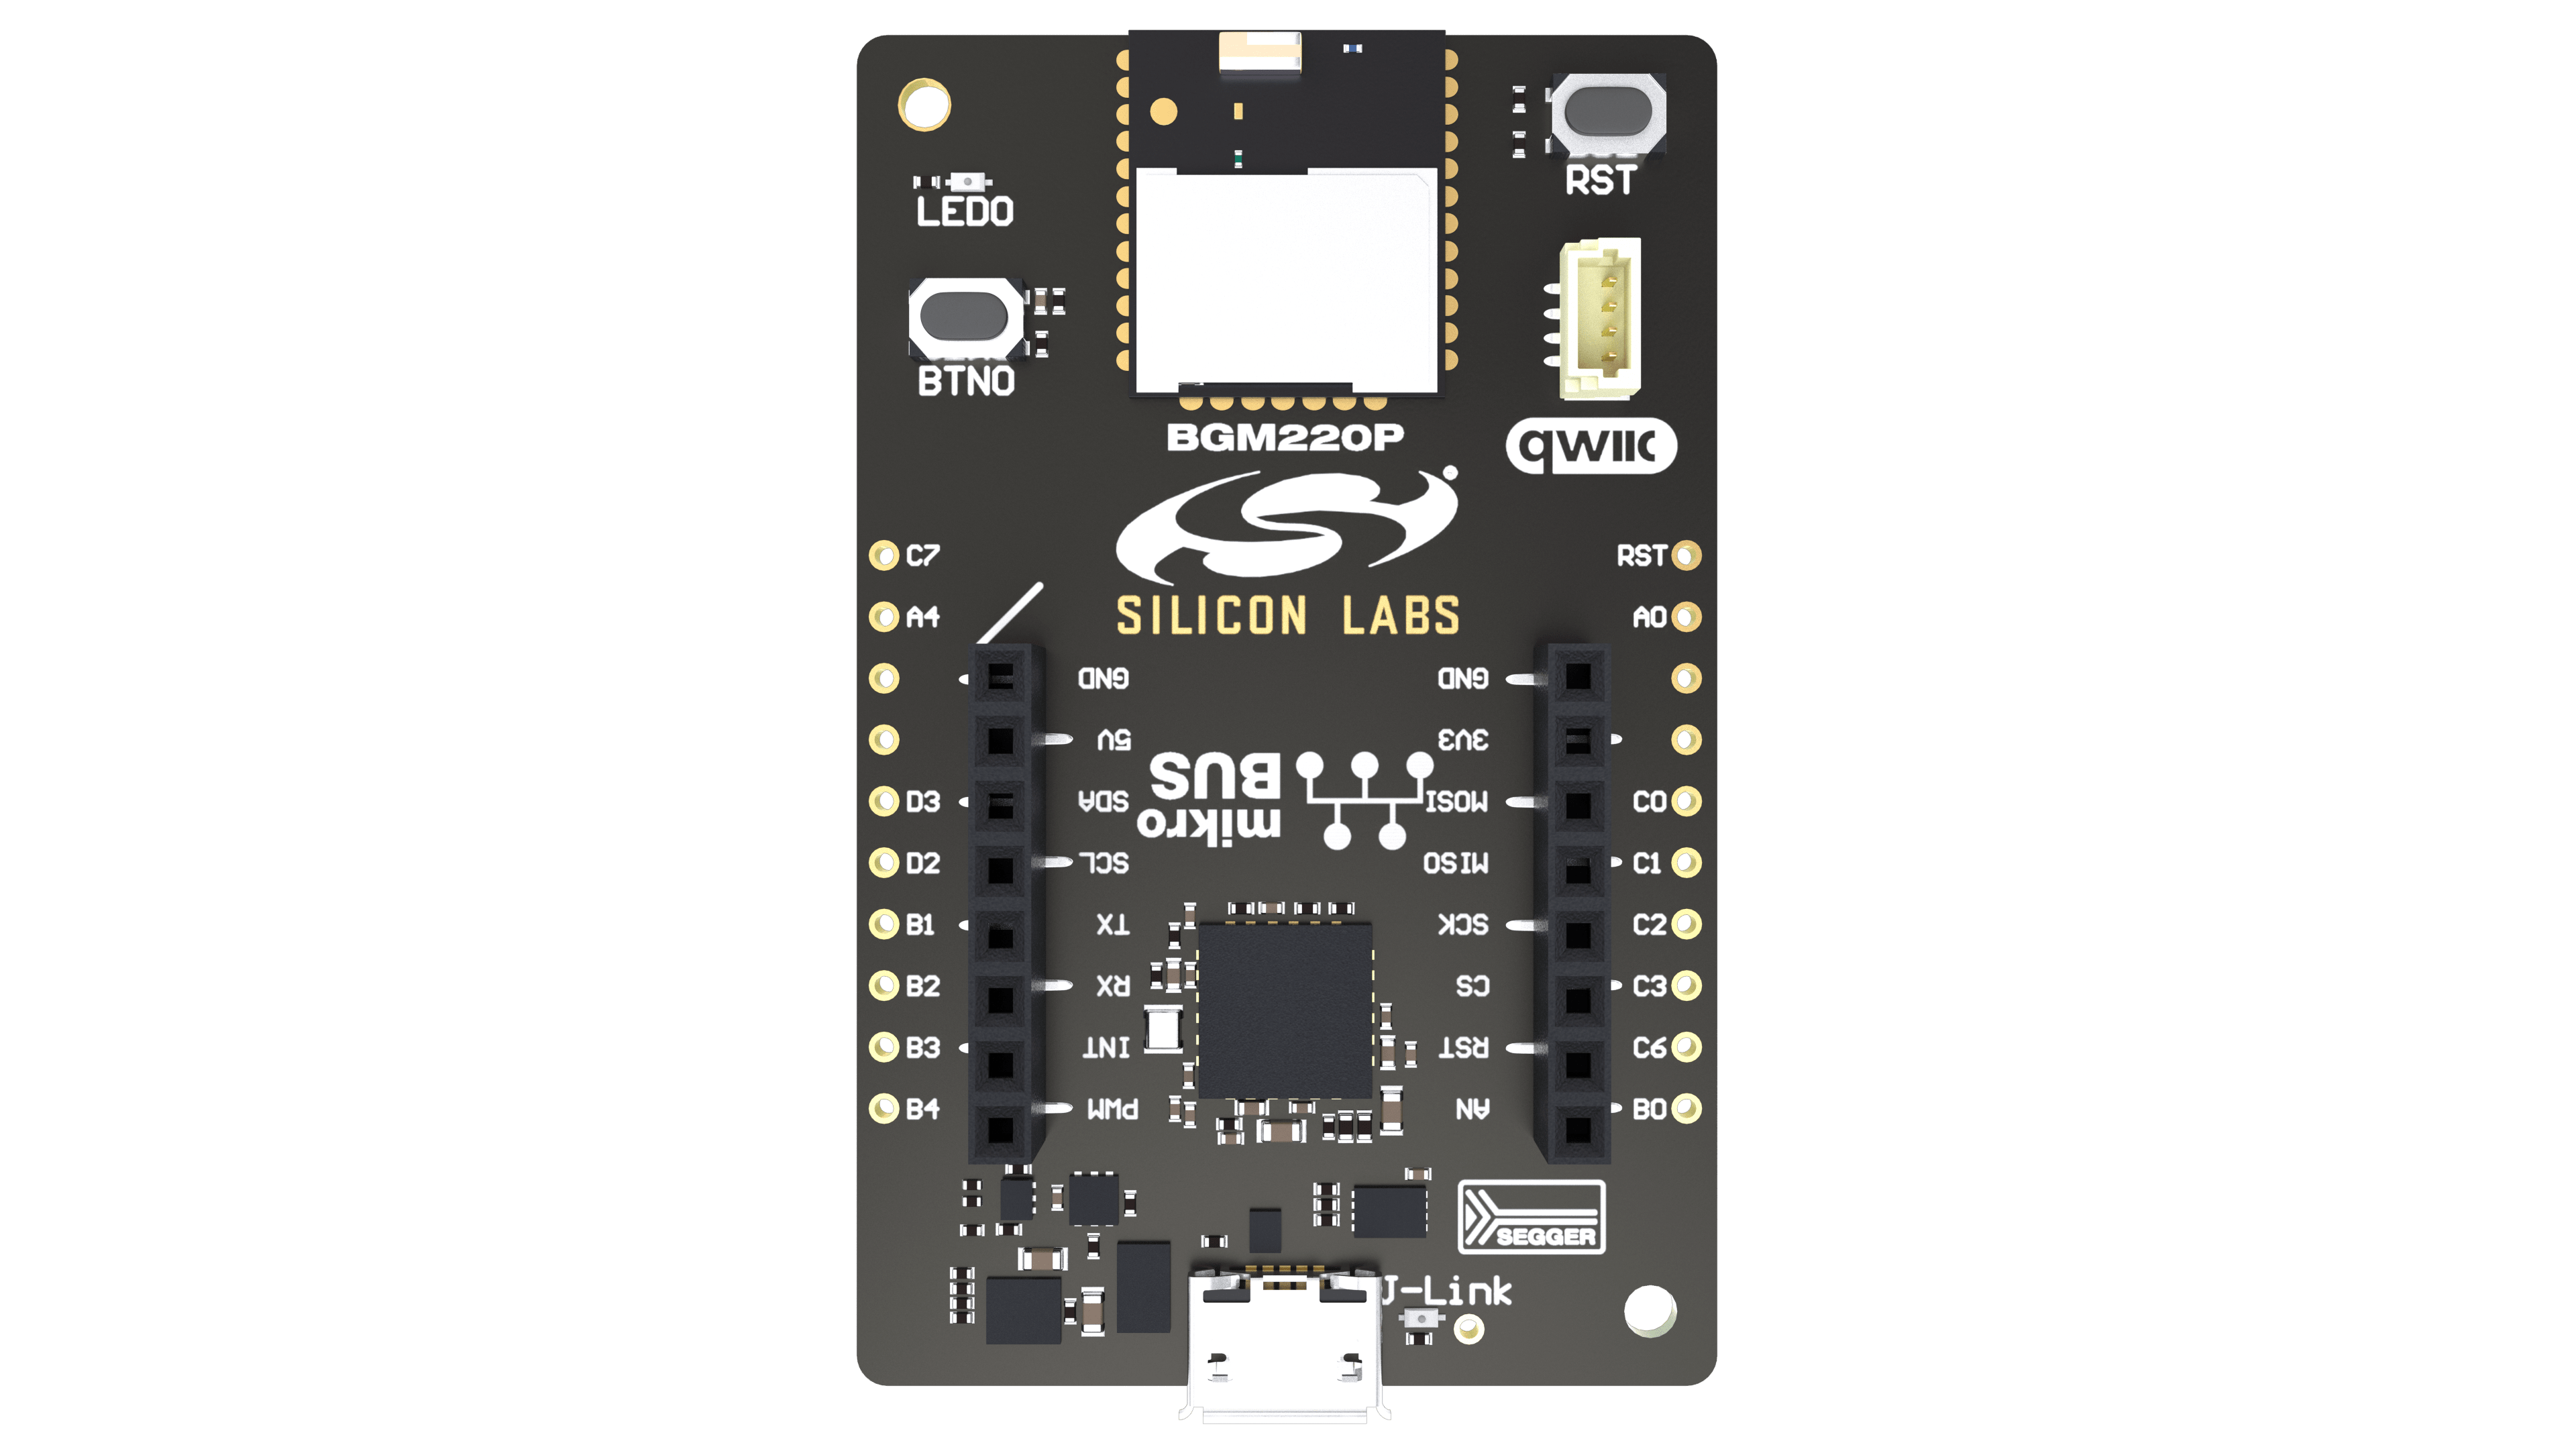 RST
LED0
BTN0
BGM220P
qwiic
SILICON LABS
C7
RST
A4
A0
GND
GND
5V
3V3
mikro
BUS
D3
SDA
MOSI
C0
D2
SCL
MISO
C1
B1
TX
SCK
C2
B2
RX
CS
C3
B3
INT
RST
C6
B4
PWM
AN
B0
SEGGER
J-Link